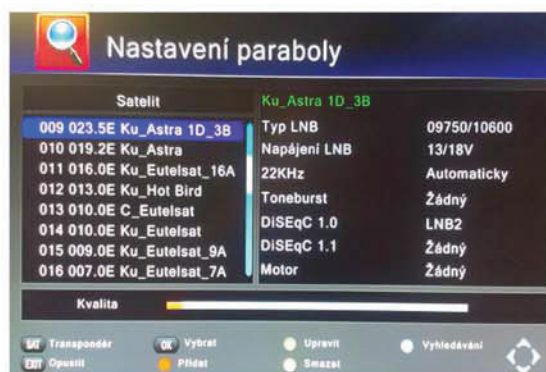 Nastavení paraboly
Satelit
009 023.5E Ku_Astra 1D_3B
010 019.2E Ku_Astra
011 016.0E Ku_Eutelsat_16A
012 013.0E Ku_Hot Bird
013 010.0E C_Eutelsat
014 010.0E Ku_Eutelsat
015 009.0E Ku_Eutelsat_9A
016 007.0E Ku_Eutelsat_7A
Ku_Astra 1D_3B
Typ LNB 09750/10600
Napájení LNB 13/18V
22KHz Automaticky
Toneburst Žádný
DiSEqC 1.0 LNB2
DiSEqC 1.1 Žádný
Motor Žádný
Kvalita
SAT Transpondér OK Vybrat Upravit Vyhledávání
EXIT Opustit Přidat Smazat